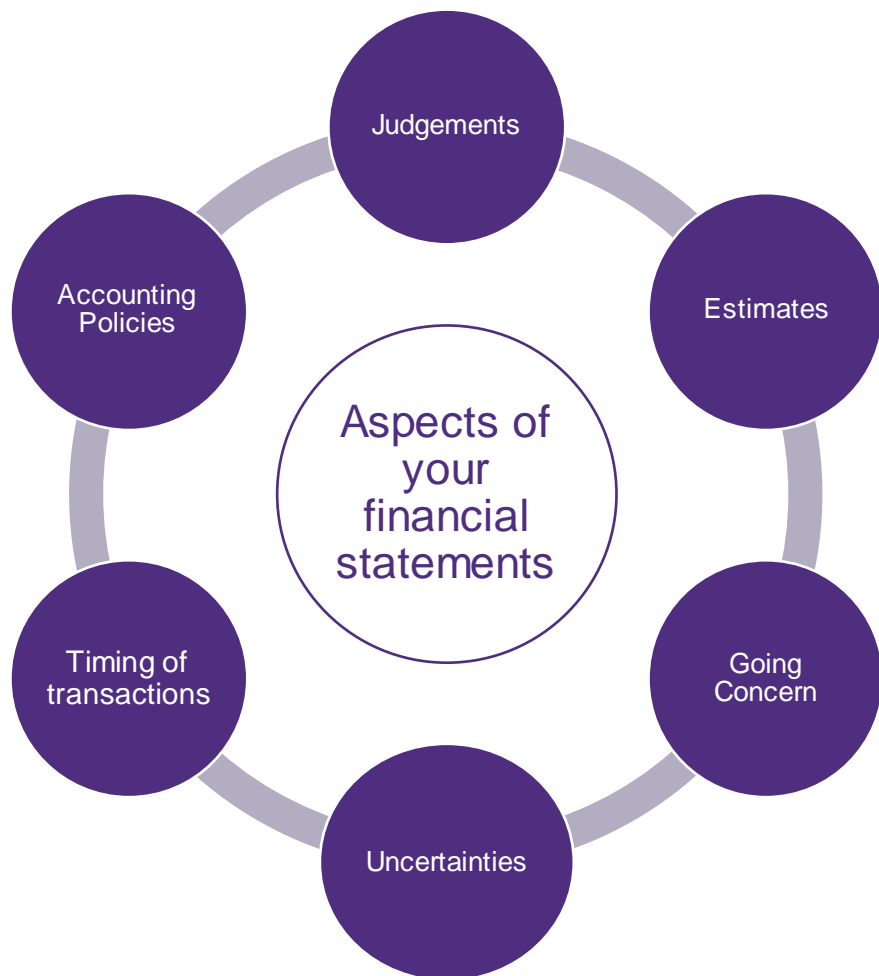 Judgements
Accounting
Policies
Estimates
Aspects of
your
financial
statements
Timing of
transactions
Going
Concern
Uncertainties